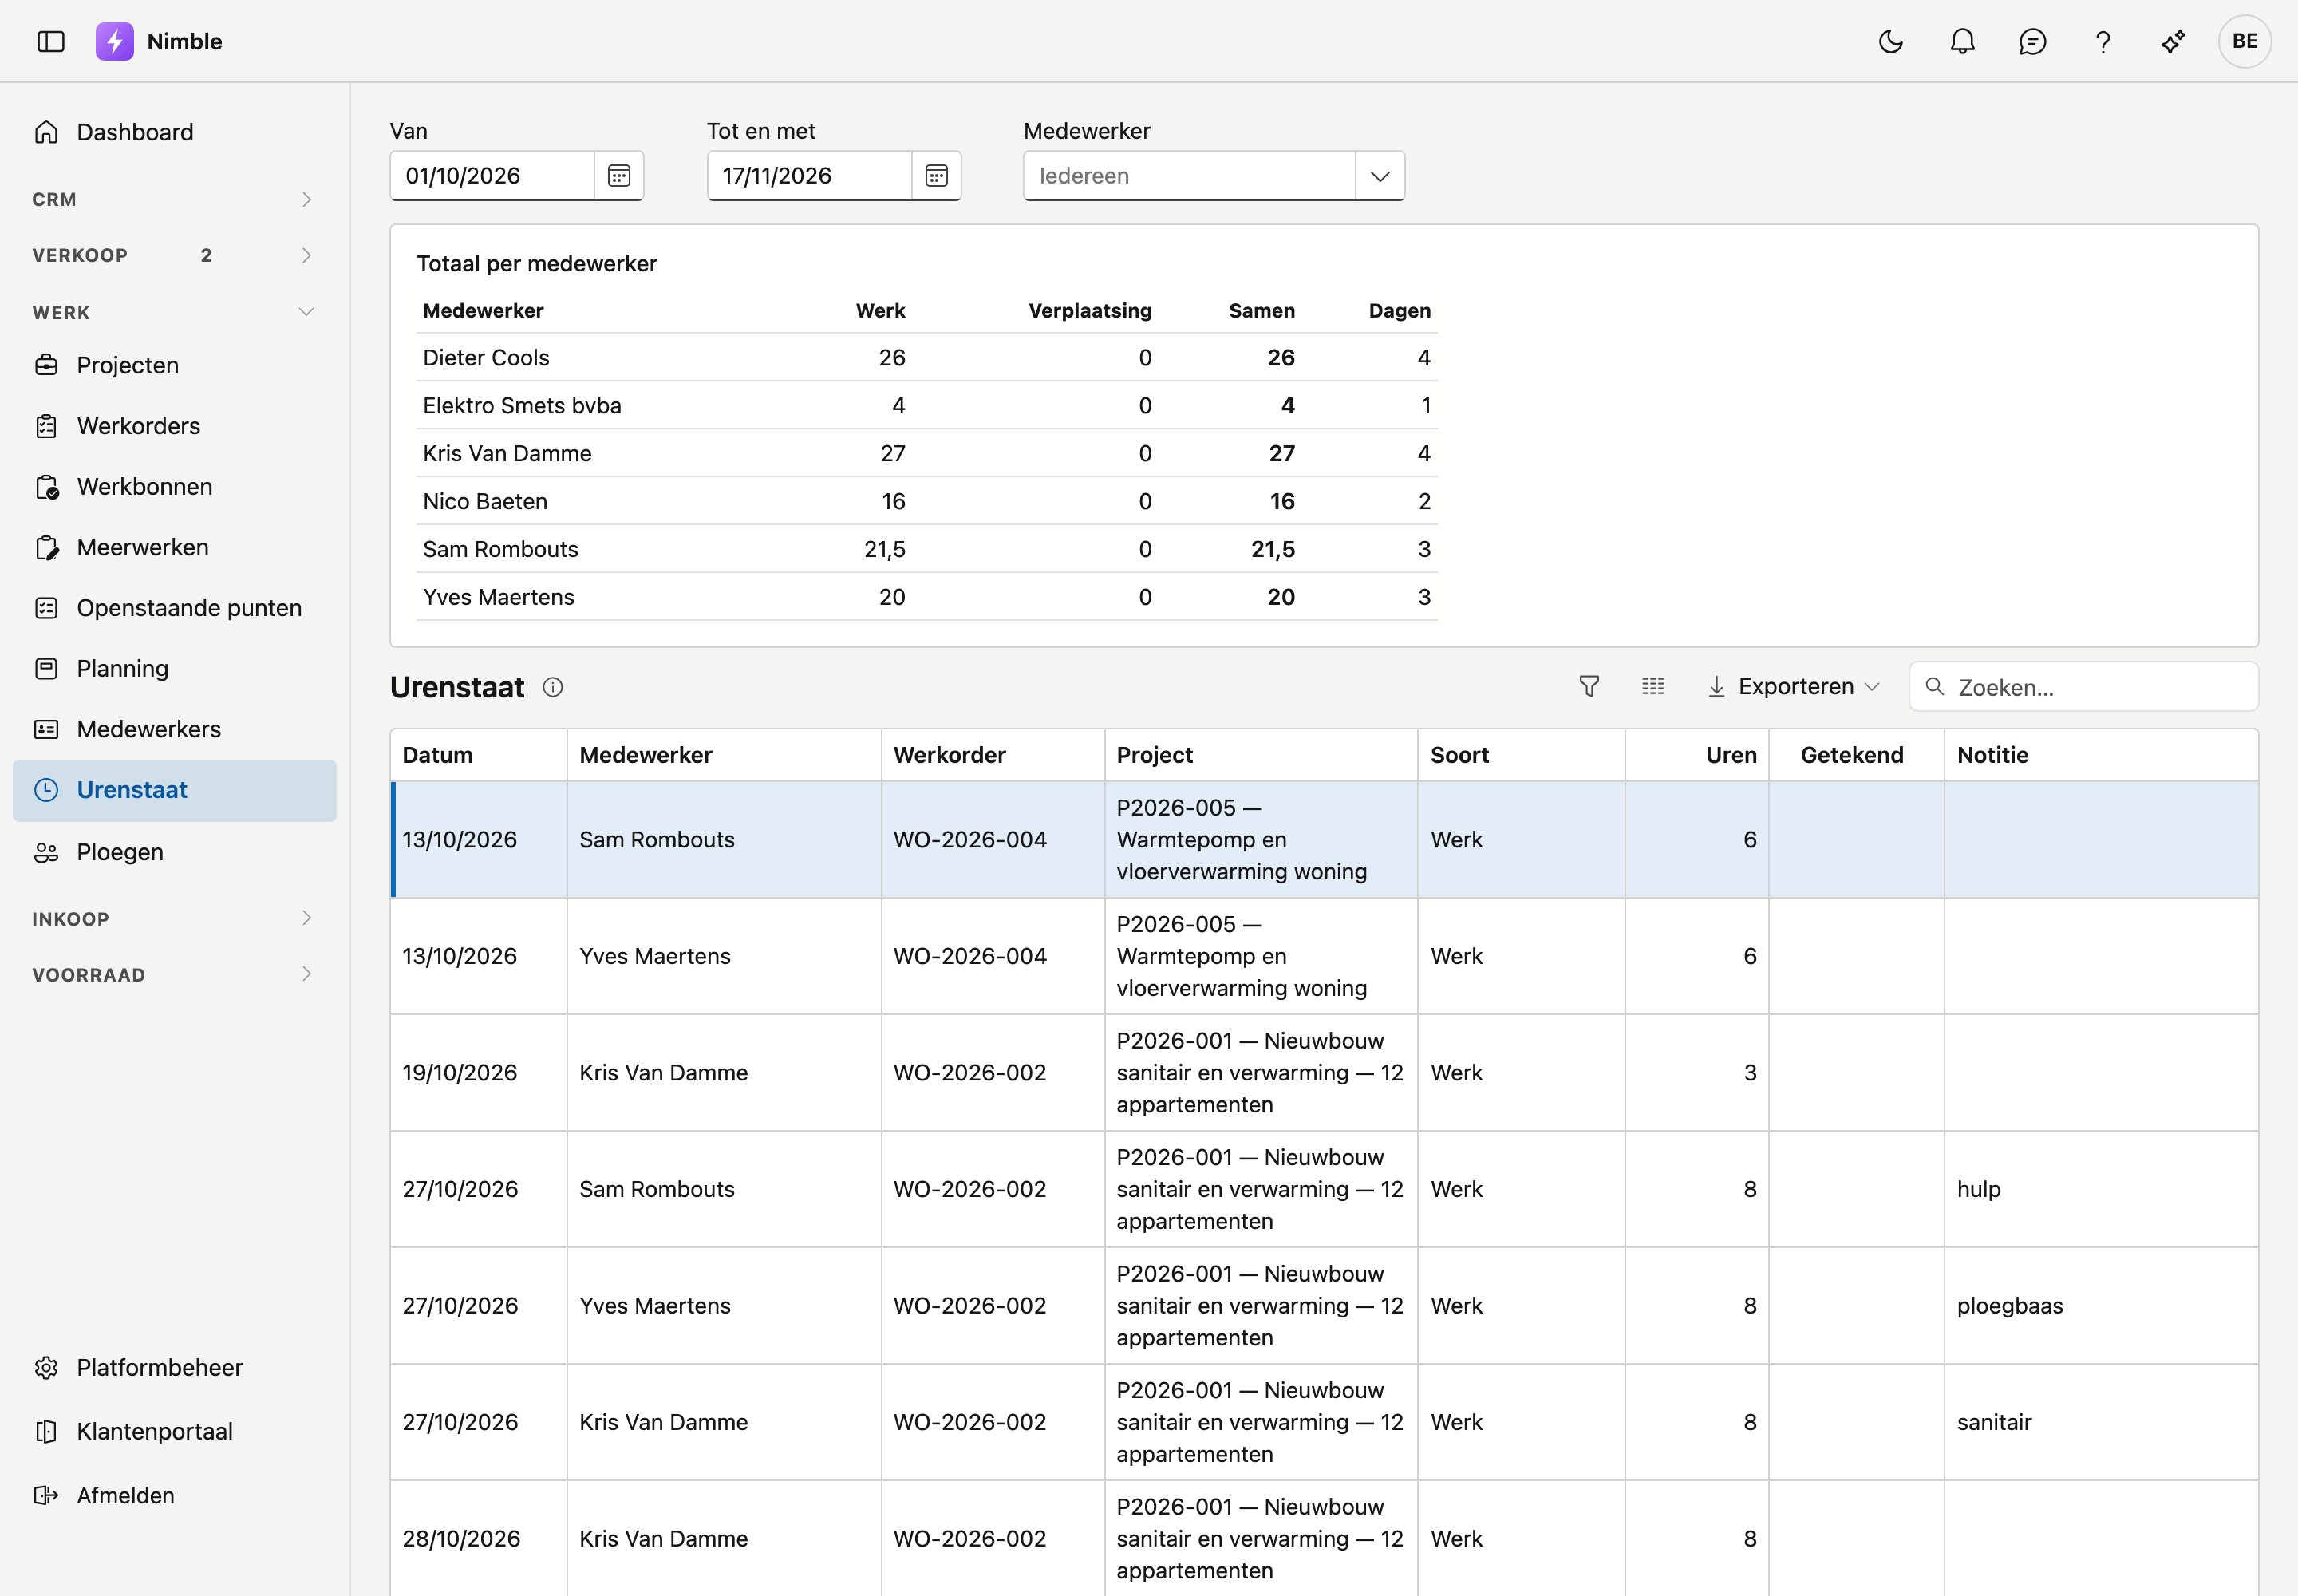 Nimble
BE
Dashboard
CRM
VERKOOP 2
WERK
Projecten
Werkorders
Werkbonnen
Meerwerken
Openstaande punten
Planning
Medewerkers
Urenstaat
Ploegen
INKOOP
VOORRAAD
Platformbeheer
Klantenportaal
Afmelden
Van Tot en met Medewerker
01/10/2026 17/11/2026 Iedereen
Totaal per medewerker
Medewerker Werk Verplaatsing Samen Dagen
Dieter Cools 26 0 26 4
Elektro Smets bvba 4 0 4 1
Kris Van Damme 27 0 27 4
Nico Baeten 16 0 16 2
Sam Rombouts 21,5 0 21,5 3
Yves Maertens 20 0 20 3
Urenstaat Exporteren Zoeken...
Datum Medewerker Werkorder Project Soort Uren Getekend Notitie
P2026-005 —
13/10/2026 Sam Rombouts WO-2026-004 Warmtepomp en Werk 6
vloerverwarming woning
P2026-005 —
13/10/2026 Yves Maertens WO-2026-004 Warmtepomp en Werk 6
vloerverwarming woning
P2026-001 — Nieuwbouw
19/10/2026 Kris Van Damme WO-2026-002 sanitair en verwarming — 12 Werk 3
appartementen
P2026-001 — Nieuwbouw
27/10/2026 Sam Rombouts WO-2026-002 sanitair en verwarming — 12 Werk 8 hulp
appartementen
P2026-001 — Nieuwbouw
27/10/2026 Yves Maertens WO-2026-002 sanitair en verwarming — 12 Werk 8 ploegbaas
appartementen
P2026-001 — Nieuwbouw
27/10/2026 Kris Van Damme WO-2026-002 sanitair en verwarming — 12 Werk 8 sanitair
appartementen
P2026-001 — Nieuwbouw
28/10/2026 Kris Van Damme WO-2026-002 sanitair en verwarming — 12 Werk 8
appartementen